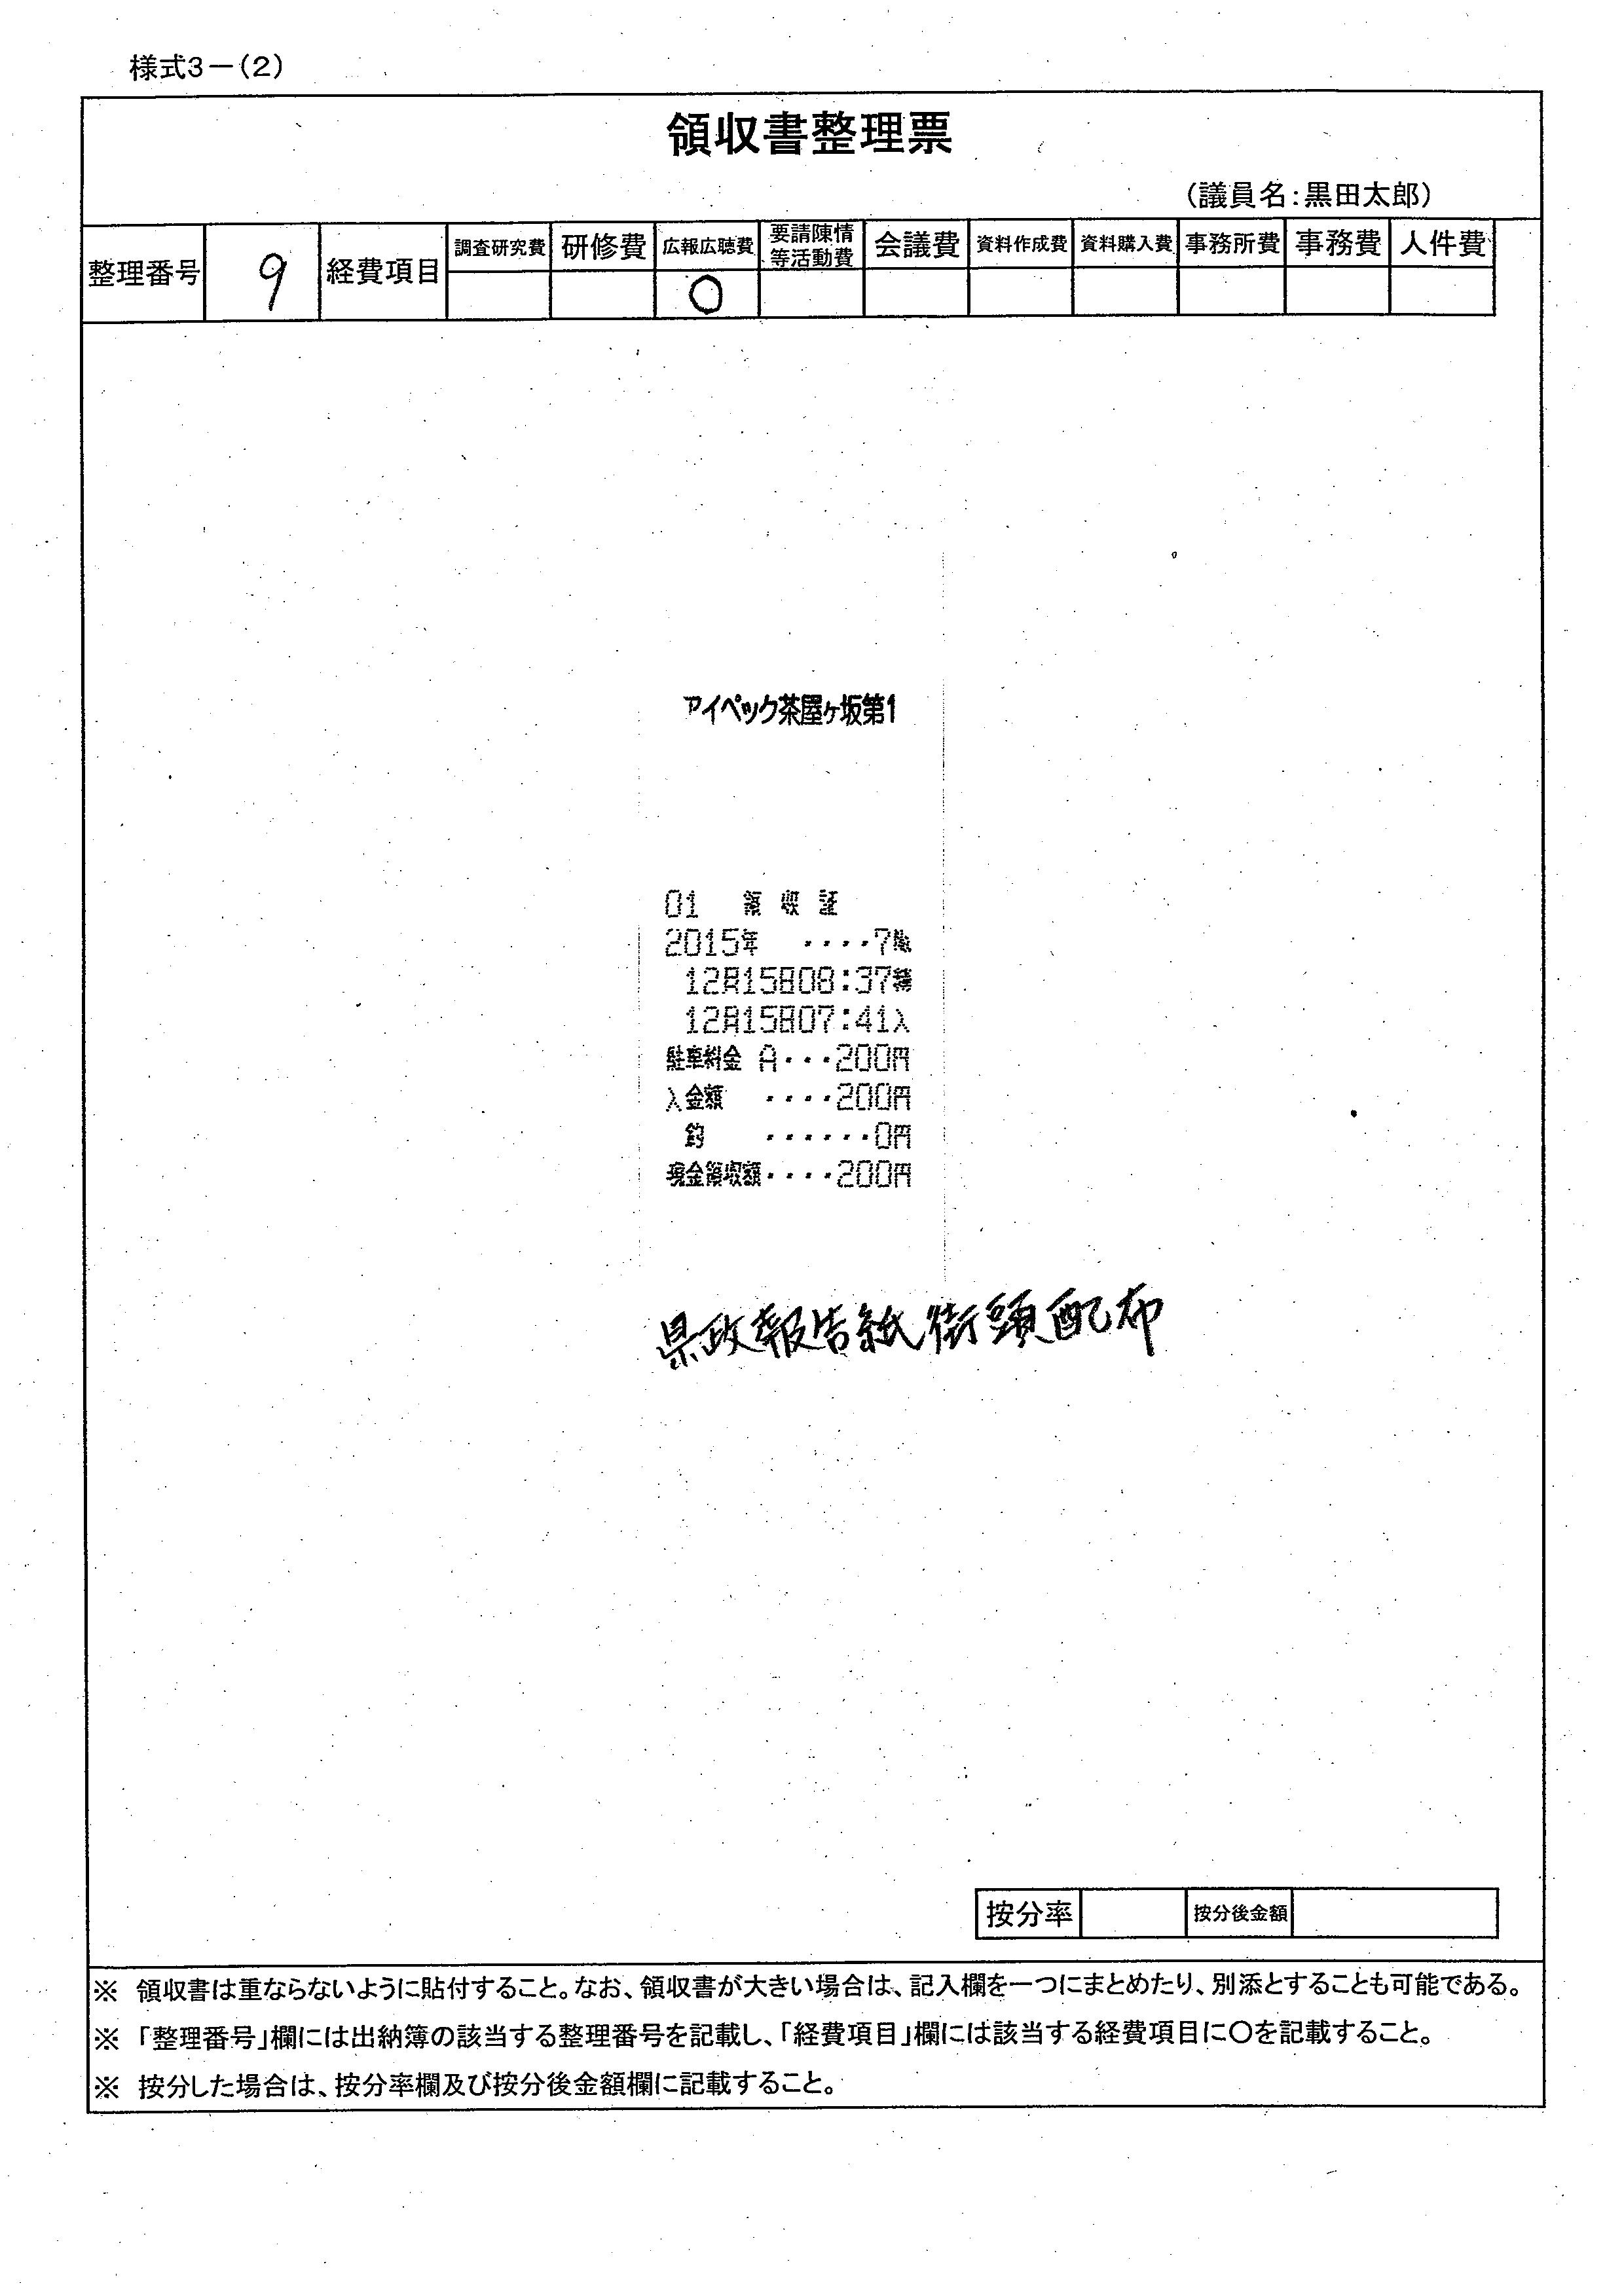 様式3－(2)
領収書整理票
(議員名:黒田太郎)
整理番号 9 経費項目 調査研究費 研修費 広報広聴費 要請陳情等活動費 会議費 資料作成費 資料購入費 事務所費 事務費 人件費
○
アイペック茶屋ヶ坂第1
01 領収証
2015年 ････7
12月15日08:37精
12月15日07:41入
駐車料金 A･･･200円
入金額 ････200円
釣 ･･････0円
現金領収額････200円
県政報告紙街頭配布
按分率 按分後金額
※ 領収書は重ならないように貼付すること。なお、領収書が大きい場合は、記入欄を一つにまとめたり、別添とすることも可能である。
※ 「整理番号」欄には出納簿の該当する整理番号を記載し、「経費項目」欄には該当する経費項目に〇を記載すること。
※ 按分した場合は、按分率欄及び按分後金額欄に記載すること。